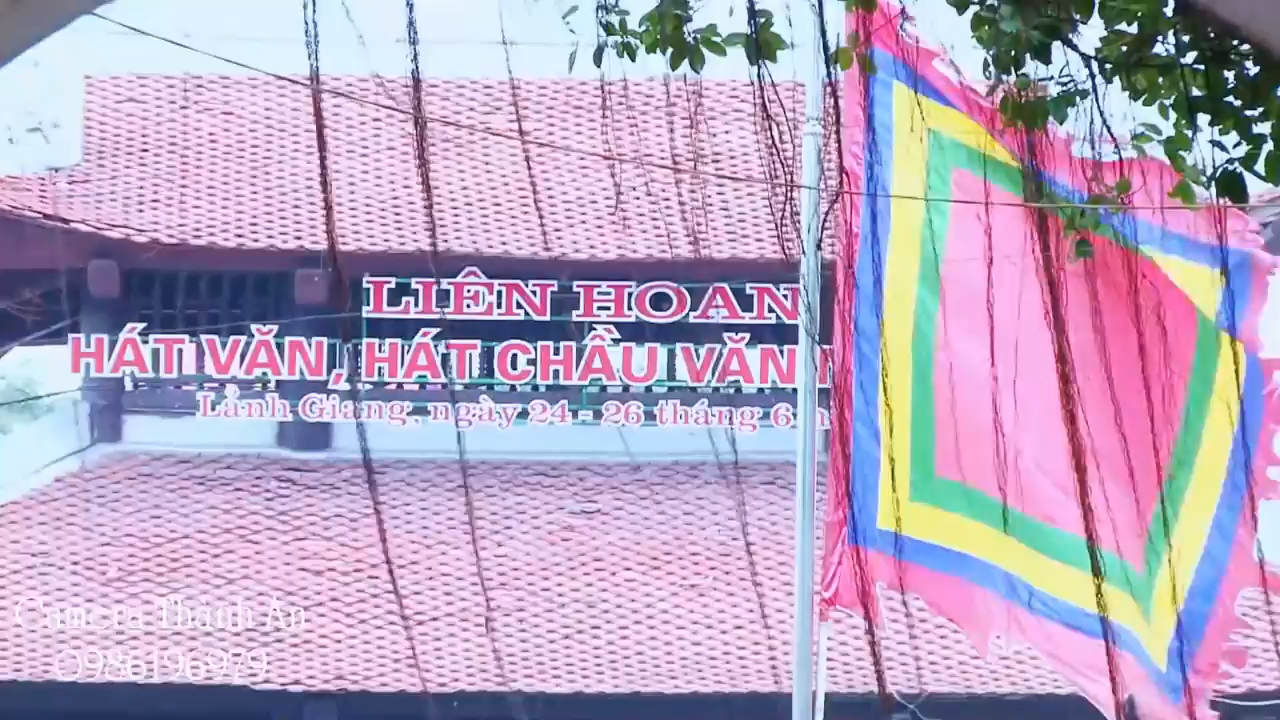 LIÊN HOAN
HÁT VĂN, HÁT CHẦU VĂN
Lảnh Giang, ngày 24 - 26 tháng 6
Camera Thành An
0986196979